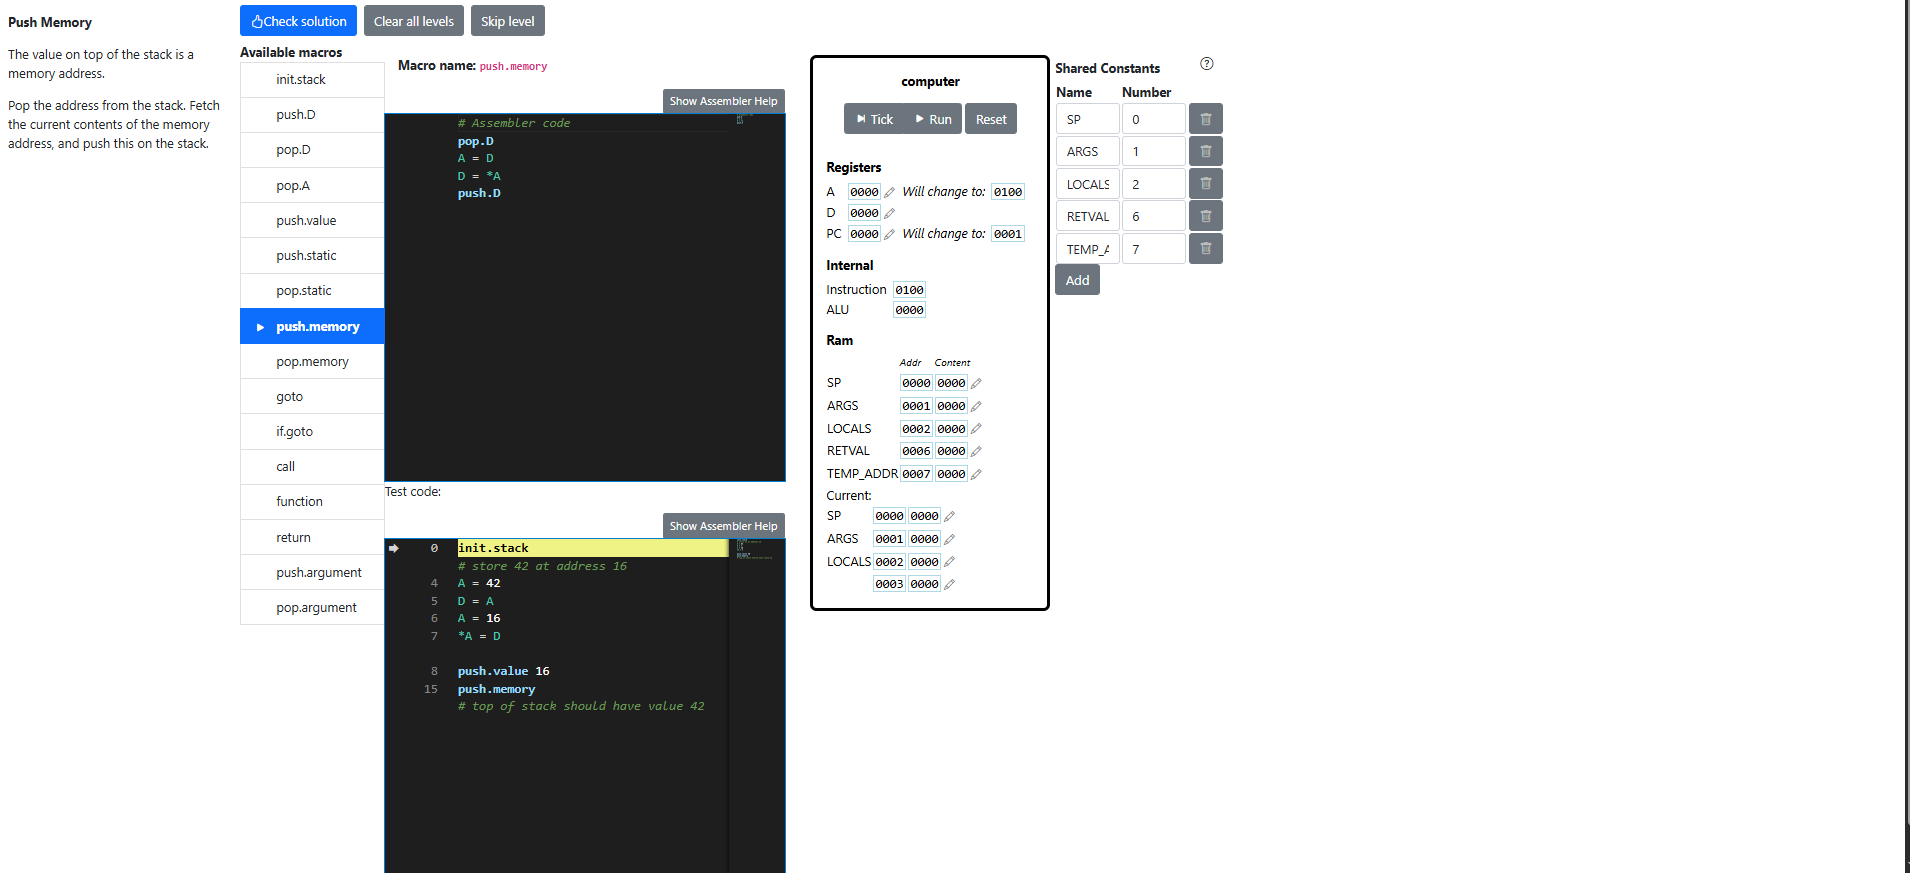 Push Memory
The value on top of the stack is a
memory address.
Pop the address from the stack. Fetch
the current contents of the memory
address, and push this on the stack.
Check solution
Clear all levels
Skip level
Available macros
init.stack
push.D
pop.D
pop.A
push.value
push.static
pop.static
push.memory
pop.memory
goto
if.goto
call
function
return
push.argument
pop.argument
Macro name: push.memory
Show Assembler Help
# Assembler code
pop.D
A = D
D = *A
push.D
Test code:
Show Assembler Help
0 init.stack
# store 42 at address 16
4 A = 42
5 D = A
6 A = 16
7 *A = D
8 push.value 16
15 push.memory
# top of stack should have value 42
computer
Tick
Run
Reset
Registers
A 0000 Will change to: 0100
D 0000
PC 0000 Will change to: 0001
Internal
Instruction 0100
ALU 0000
Ram
Addr Content
SP 0000 0000
ARGS 0001 0000
LOCALS 0002 0000
RETVAL 0006 0000
TEMP_ADDR 0007 0000
Current:
SP 0000 0000
ARGS 0001 0000
LOCALS 0002 0000
0003 0000
Shared Constants ?
Name Number
SP 0
ARGS 1
LOCALS 2
RETVAL 6
TEMP_A 7
Add